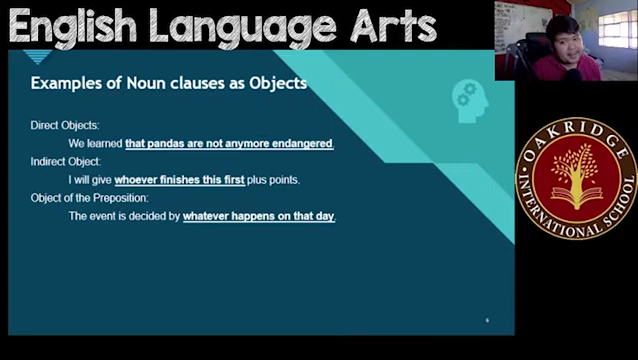 English Language Arts
Examples of Noun clauses as Objects
Direct Objects:
We learned that pandas are not anymore endangered.
Indirect Object:
I will give whoever finishes this first plus points.
Object of the Preposition:
The event is decided by whatever happens on that day.
6
OAKRIDGE
INTERNATIONAL SCHOOL